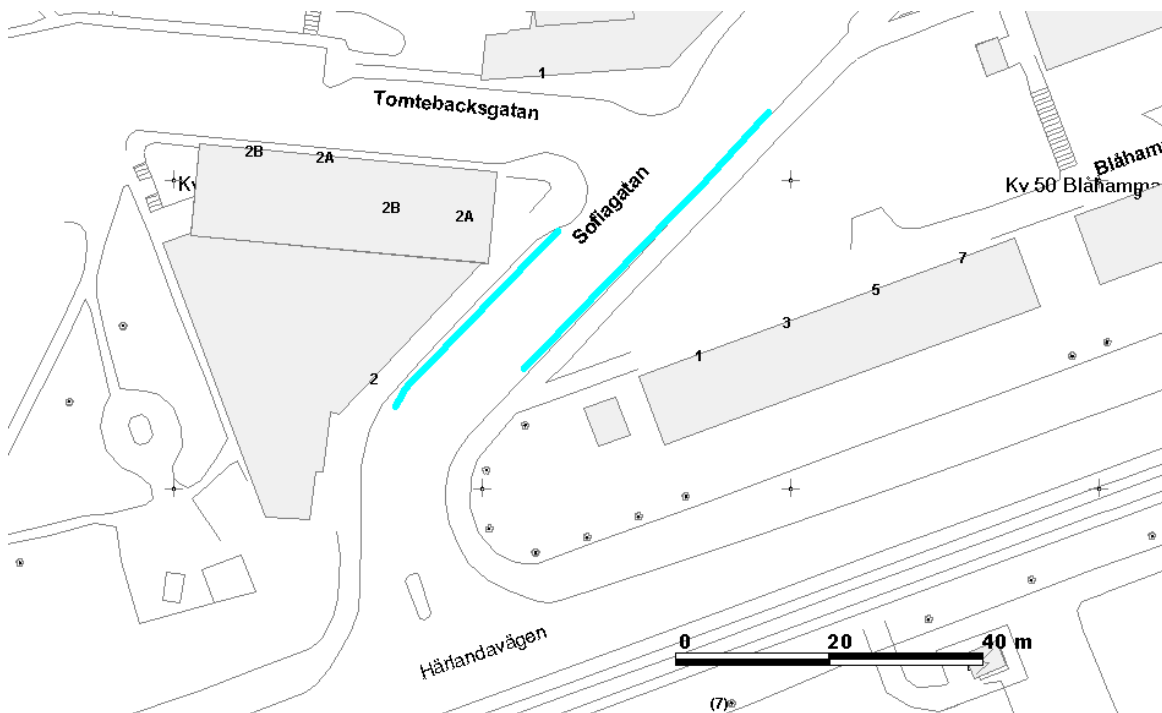 1
Tomtebacksgatan
2B
2A
Sofiagatan
Kv
2B
2A
Blåham
Kv 50 Blåhamma
9
7
5
3
1
2
Härlandavägen
0 20 40 m
(7)